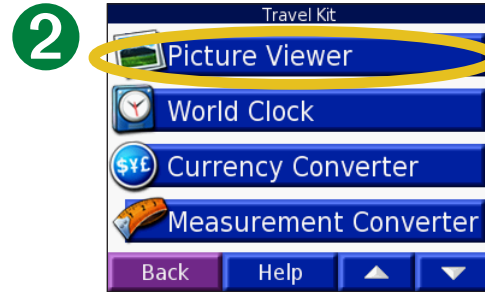 2
Travel Kit
Picture Viewer
World Clock
$¥£
Currency Converter
Measurement Converter
Back Help